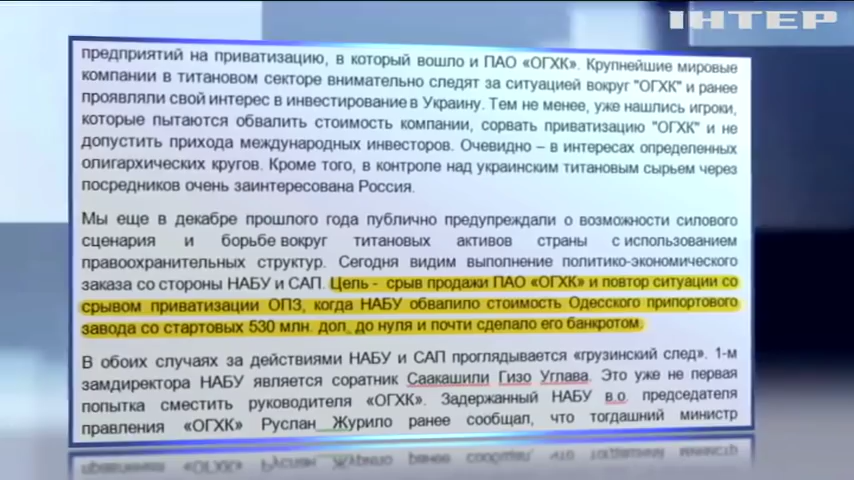 ІНТЕР
предприятий на приватизацию, в который вошло и ПАО «ОГХК». Крупнейшие мировые
компании в титановом секторе внимательно следят за ситуацией вокруг "ОГХК" и ранее
проявляли свой интерес в инвестирование в Украину. Тем не менее, уже нашлись игроки,
которые пытаются обвалить стоимость компании, сорвать приватизацию "ОГХК" и не
допустить прихода международных инвесторов. Очевидно – в интересах определенных
олигархических кругов. Кроме того, в контроле над украинским титановым сырьем через
посредников очень заинтересована Россия.
Мы еще в декабре прошлого года публично предупреждали о возможности силового
сценария и борьбе вокруг титановых активов страны с использованием
правоохранительных структур. Сегодня видим выполнение политико-экономического
заказа со стороны НАБУ и САП. Цель - срыв продажи ПАО «ОГХК» и повтор ситуации со
срывом приватизации ОПЗ, когда НАБУ обвалило стоимость Одесского припортового
завода со стартовых 530 млн. дол. до нуля и почти сделало его банкротом.
В обоих случаях за действиями НАБУ и САП проглядывается «грузинский след». 1-м
замдиректора НАБУ является соратник Саакашили Гизо Углава. Это уже не первая
попытка сместить руководителя «ОГХК». Задержанный НАБУ в.о. председателя
правления «ОГХК» Руслан Журило ранее сообщал, что тогдашний министр